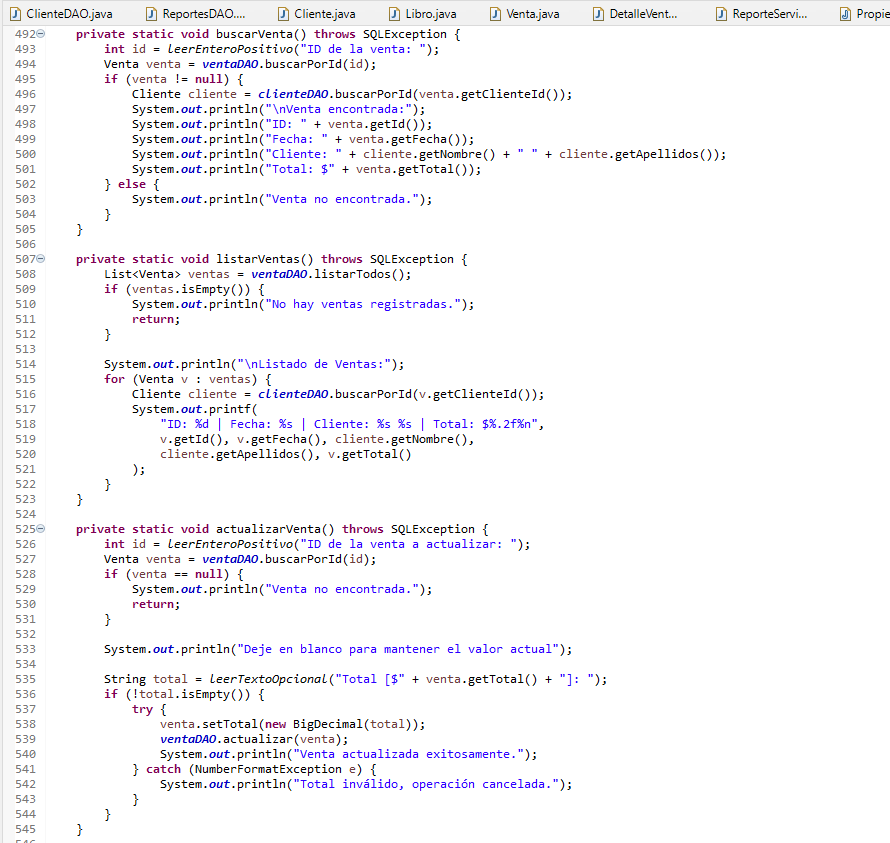 ClienteDAO.java ReportesDAO.... Cliente.java Libro.java Venta.java DetalleVent... ReporteServi... Propie
492 private static void buscarVenta() throws SQLException {
493 int id = leerEnteroPositivo("ID de la venta: ");
494 Venta venta = ventaDAO.buscarPorId(id);
495 if (venta != null) {
496 Cliente cliente = clienteDAO.buscarPorId(venta.getClienteId());
497 System.out.println("\nVenta encontrada:");
498 System.out.println("ID: " + venta.getId());
499 System.out.println("Fecha: " + venta.getFecha());
500 System.out.println("Cliente: " + cliente.getNombre() + " " + cliente.getApellidos());
501 System.out.println("Total: $" + venta.getTotal());
502 } else {
503 System.out.println("Venta no encontrada.");
504 }
505 }
506
507 private static void listarVentas() throws SQLException {
508 List<Venta> ventas = ventaDAO.listarTodos();
509 if (ventas.isEmpty()) {
510 System.out.println("No hay ventas registradas.");
511 return;
512 }
513
514 System.out.println("\nListado de Ventas:");
515 for (Venta v : ventas) {
516 Cliente cliente = clienteDAO.buscarPorId(v.getClienteId());
517 System.out.printf(
518 "ID: %d | Fecha: %s | Cliente: %s %s | Total: $%.2f%n",
519 v.getId(), v.getFecha(), cliente.getNombre(),
520 cliente.getApellidos(), v.getTotal()
521 );
522 }
523 }
524
525 private static void actualizarVenta() throws SQLException {
526 int id = leerEnteroPositivo("ID de la venta a actualizar: ");
527 Venta venta = ventaDAO.buscarPorId(id);
528 if (venta == null) {
529 System.out.println("Venta no encontrada.");
530 return;
531 }
532
533 System.out.println("Deje en blanco para mantener el valor actual");
534
535 String total = leerTextoOpcional("Total [$" + venta.getTotal() + "]: ");
536 if (!total.isEmpty()) {
537 try {
538 venta.setTotal(new BigDecimal(total));
539 ventaDAO.actualizar(venta);
540 System.out.println("Venta actualizada exitosamente.");
541 } catch (NumberFormatException e) {
542 System.out.println("Total inválido, operación cancelada.");
543 }
544 }
545 }